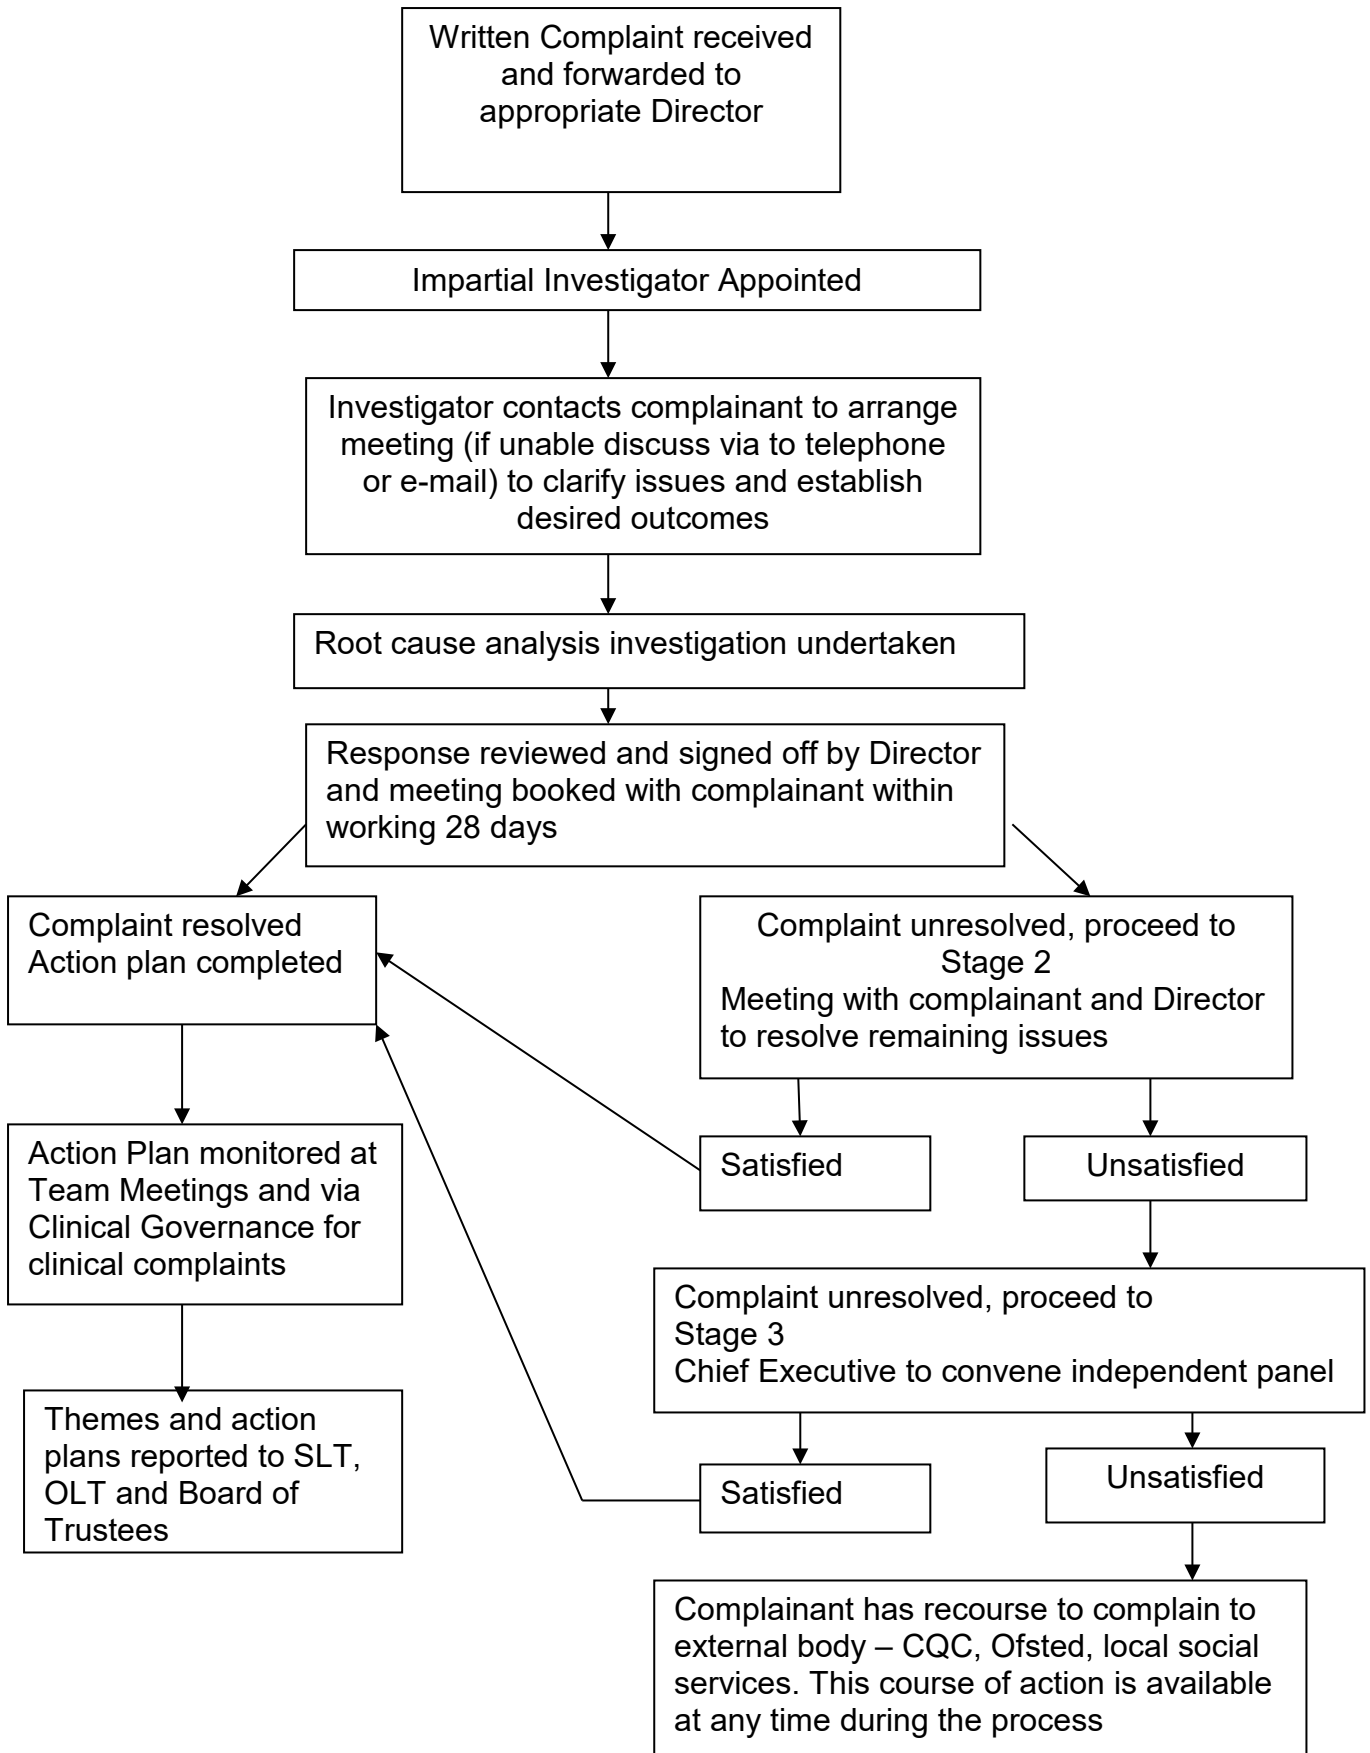 Written Complaint received
and forwarded to
appropriate Director
Impartial Investigator Appointed
Investigator contacts complainant to arrange
meeting (if unable discuss via to telephone
or e-mail) to clarify issues and establish
desired outcomes
Root cause analysis investigation undertaken
Response reviewed and signed off by Director
and meeting booked with complainant within
working 28 days
Complaint resolved
Action plan completed
Complaint unresolved, proceed to
Stage 2
Meeting with complainant and Director
to resolve remaining issues
Action Plan monitored at
Team Meetings and via
Clinical Governance for
clinical complaints
Satisfied
Unsatisfied
Complaint unresolved, proceed to
Stage 3
Chief Executive to convene independent panel
Themes and action
plans reported to SLT,
OLT and Board of
Trustees
Satisfied
Unsatisfied
Complainant has recourse to complain to
external body – CQC, Ofsted, local social
services. This course of action is available
at any time during the process